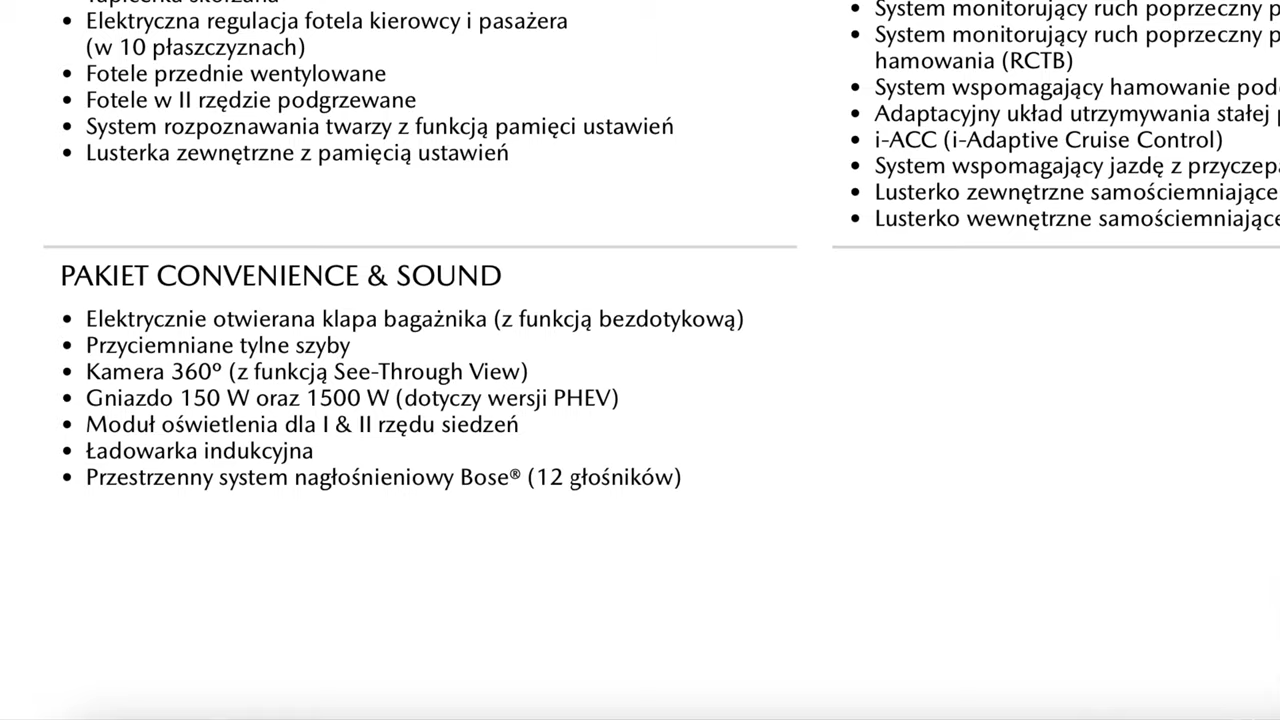 • Elektryczna regulacja fotela kierowcy i pasażera
(w 10 płaszczyznach)
• Fotele przednie wentylowane
• Fotele w II rzędzie podgrzewane
• System rozpoznawania twarzy z funkcją pamięci ustawień
• Lusterka zewnętrzne z pamięcią ustawień
• System monitorujący ruch poprzeczny
• System monitorujący ruch poprzeczny
hamowania (RCTB)
• System wspomagający hamowanie
• Adaptacyjny układ utrzymywania stałej
• i-ACC (i-Adaptive Cruise Control)
• System wspomagający jazdę z
• Lusterko zewnętrzne samościemniające
• Lusterko wewnętrzne samościemniające
PAKIET CONVENIENCE & SOUND
• Elektrycznie otwierana klapa bagażnika (z funkcją bezdotykową)
• Przyciemniane tylne szyby
• Kamera 360º (z funkcją See-Through View)
• Gniazdo 150 W oraz 1500 W (dotyczy wersji PHEV)
• Moduł oświetlenia dla I & II rzędu siedzeń
• Ładowarka indukcyjna
• Przestrzenny system nagłośnieniowy Bose® (12 głośników)